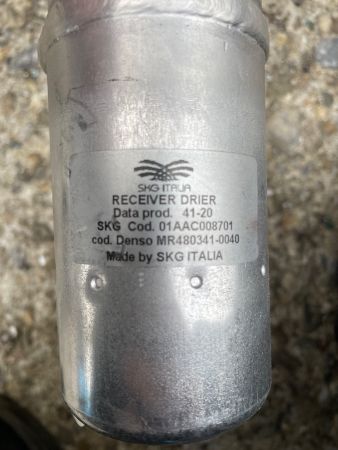 SKG ITALIA
RECEIVER DRIER
Data prod. 41-20
SKG Cod. 01AAC008701
cod. Denso MR480341-0040
Made by SKG ITALIA